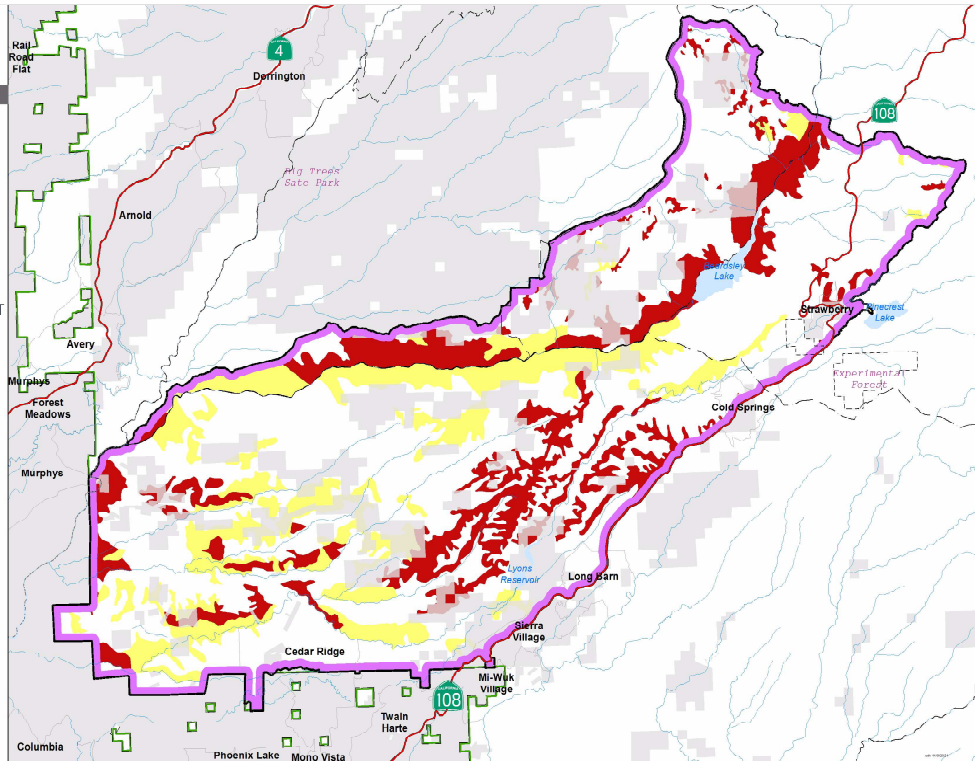 Rail
Road
Flat
4
Dorrington
108
Big Trees
Satc Park
Arnold
Beardsley
Lake
Strawberry
Pinecrest
Lake
Avery
Murphys
Experimental
Forest
Forest
Meadows
Cold Springs
Murphys
Lyons
Reservoir
Long Barn
Sierra
Village
Cedar Ridge
Mi-Wuk
Village
CALIFORNIA
108
Twain
Harte
Columbia
Phoenix Lake
Mono Vista